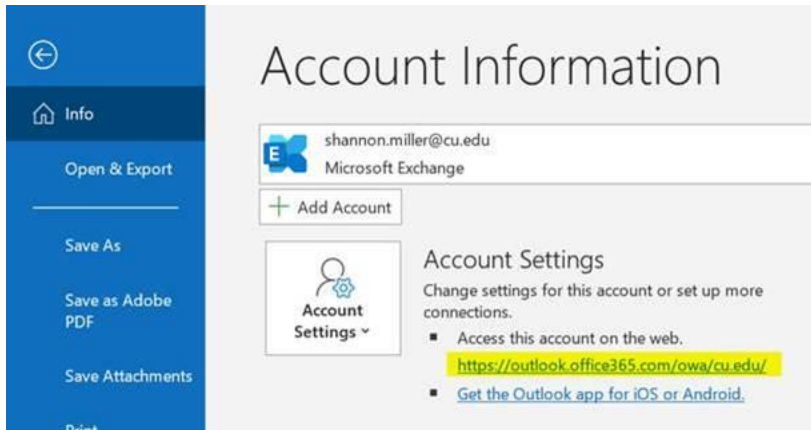 Account Information
Info
shannon.miller@cu.edu
E
Microsoft Exchange
Open & Export
Add Account
Save As
Account Settings
Change settings for this account or set up more
connections.
Save as Adobe
PDF
Account
Settings
Access this account on the web.
https://outlook.office365.com/owa/cu.edu/
Save Attachments
Get the Outlook app for iOS or Android.